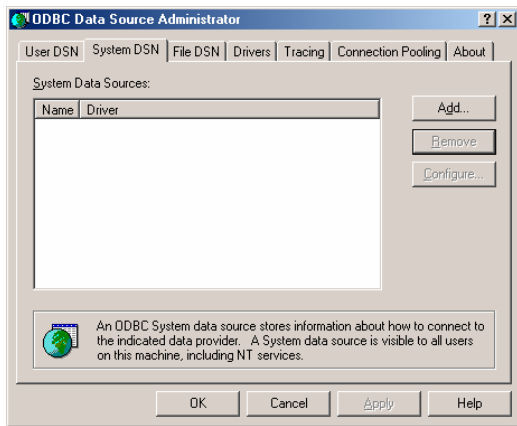 ODBC Data Source Administrator
User DSN System DSN File DSN Drivers Tracing Connection Pooling About
System Data Sources:
Name Driver
Add...
Remove
Configure...
An ODBC System data source stores information about how to connect to
the indicated data provider. A System data source is visible to all users
on this machine, including NT services.
OK Cancel Apply Help